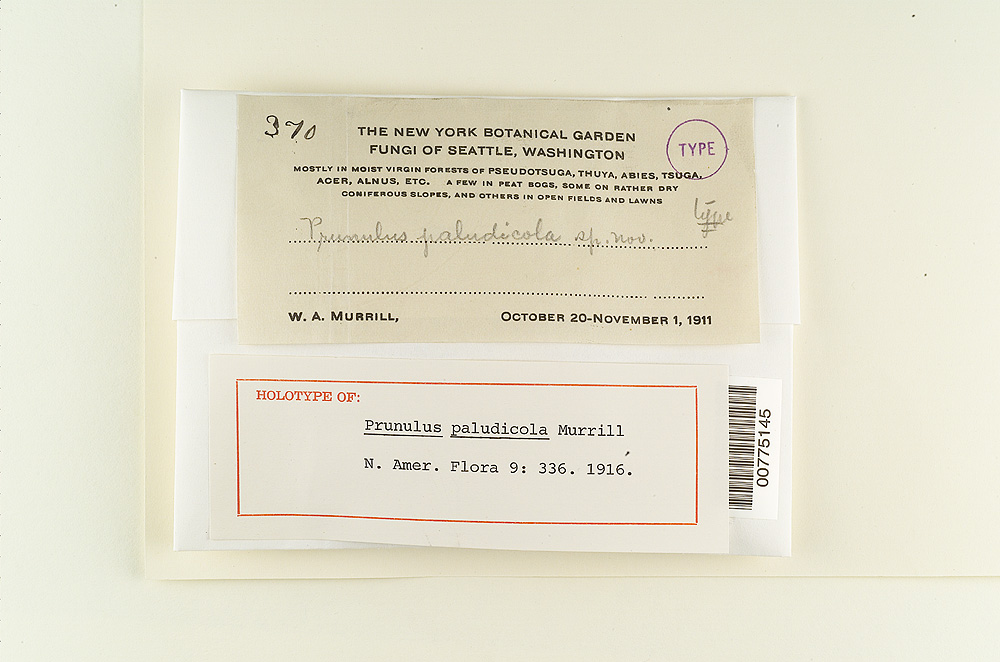 370
THE NEW YORK BOTANICAL GARDEN
FUNGI OF SEATTLE, WASHINGTON
TYPE
MOSTLY IN MOIST VIRGIN FORESTS OF PSEUDOTSUGA, THUYA, ABIES, TSUGA,
ACER, ALNUS, ETC. A FEW IN PEAT BOGS, SOME ON RATHER DRY
CONIFEROUS SLOPES, AND OTHERS IN OPEN FIELDS AND LAWNS
type
Prunulus paludicola sp. nov.
W. A. MURRILL,
OCTOBER 20-NOVEMBER 1, 1911
HOLOTYPE OF:
Prunulus paludicola Murrill
N. Amer. Flora 9: 336. 1916.
00775145